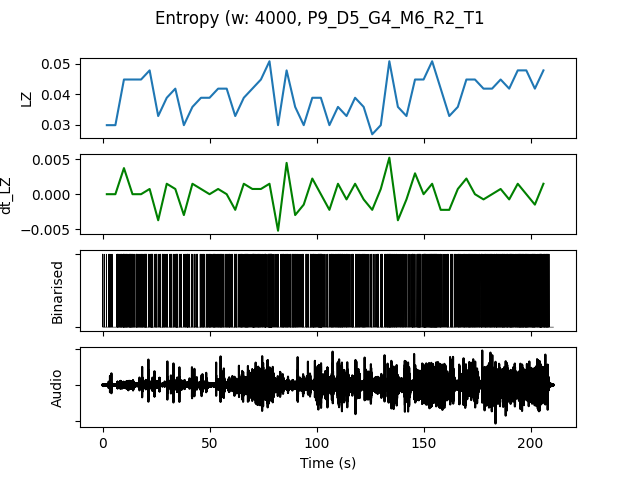 Entropy (w: 4000, P9_D5_G4_M6_R2_T1
0.05
0.04
0.03
LZ
0.005
0.000
−0.005
dt_LZ
Binarised
Audio
0 50 100 150 200
Time (s)